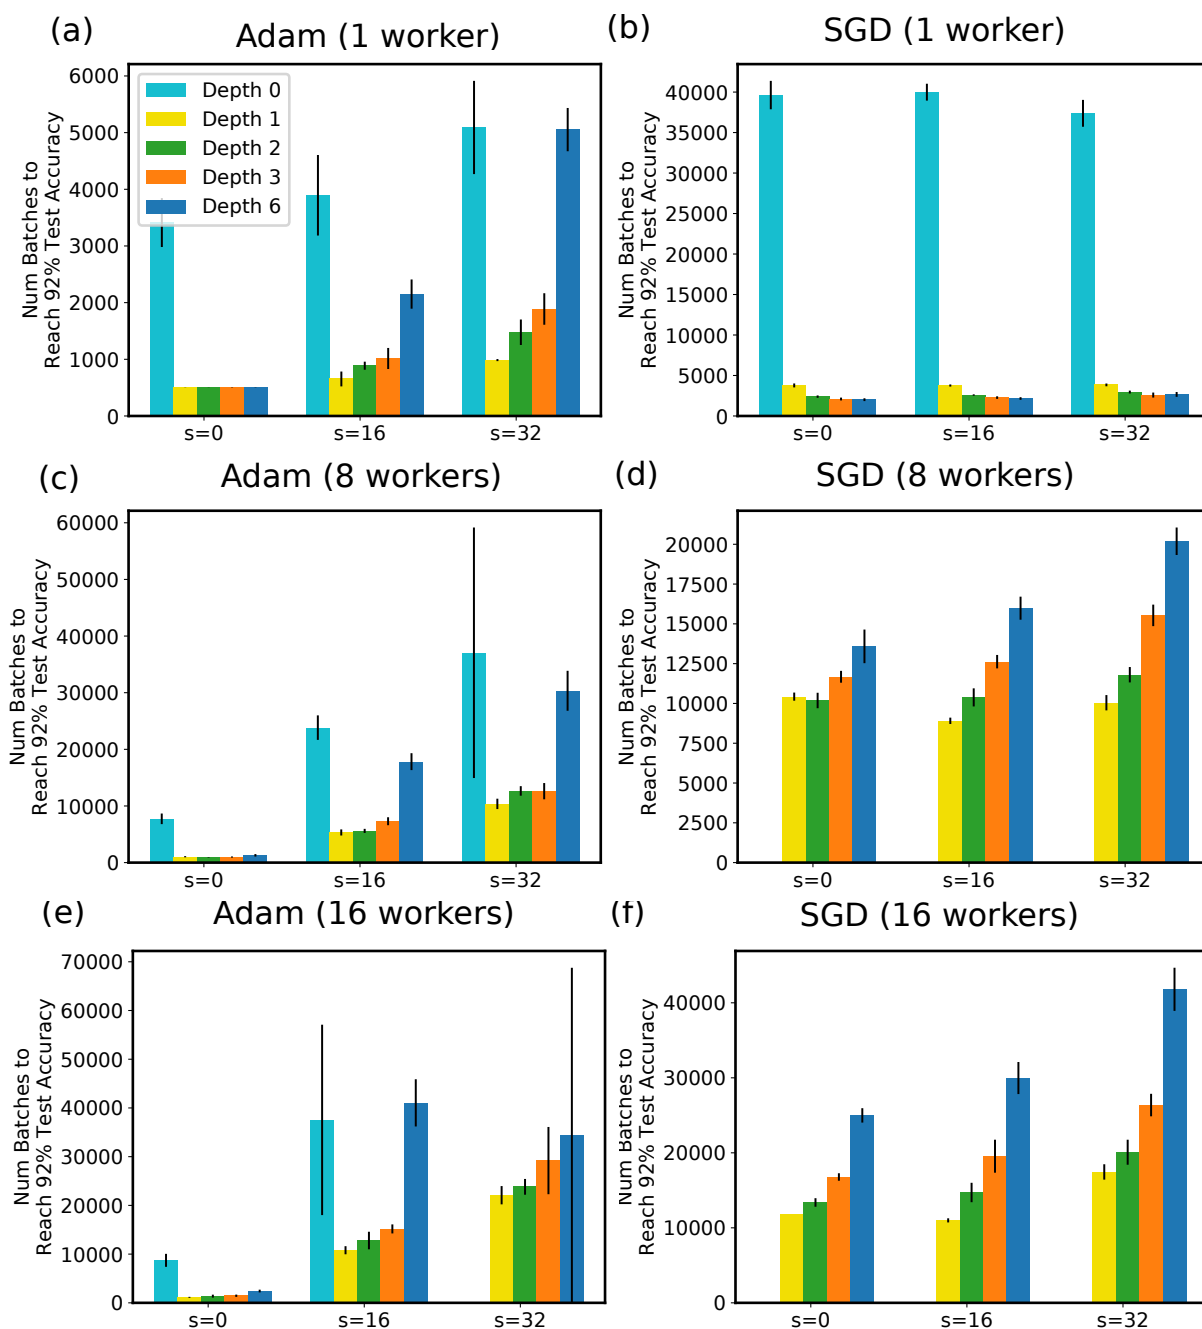 (a) Adam (1 worker)
Num Batches to
Reach 92% Test Accuracy
6000
5000
4000
3000
2000
1000
0
Depth 0
Depth 1
Depth 2
Depth 3
Depth 6
s=0 s=16 s=32
(b) SGD (1 worker)
Num Batches to
Reach 92% Test Accuracy
40000
35000
30000
25000
20000
15000
10000
5000
0
s=0 s=16 s=32
(c) Adam (8 workers)
Num Batches to
Reach 92% Test Accuracy
60000
50000
40000
30000
20000
10000
0
s=0 s=16 s=32
(d) SGD (8 workers)
Num Batches to
Reach 92% Test Accuracy
20000
17500
15000
12500
10000
7500
5000
2500
0
s=0 s=16 s=32
(e) Adam (16 workers)
Num Batches to
Reach 92% Test Accuracy
70000
60000
50000
40000
30000
20000
10000
0
s=0 s=16 s=32
(f) SGD (16 workers)
Num Batches to
Reach 92% Test Accuracy
40000
30000
20000
10000
0
s=0 s=16 s=32